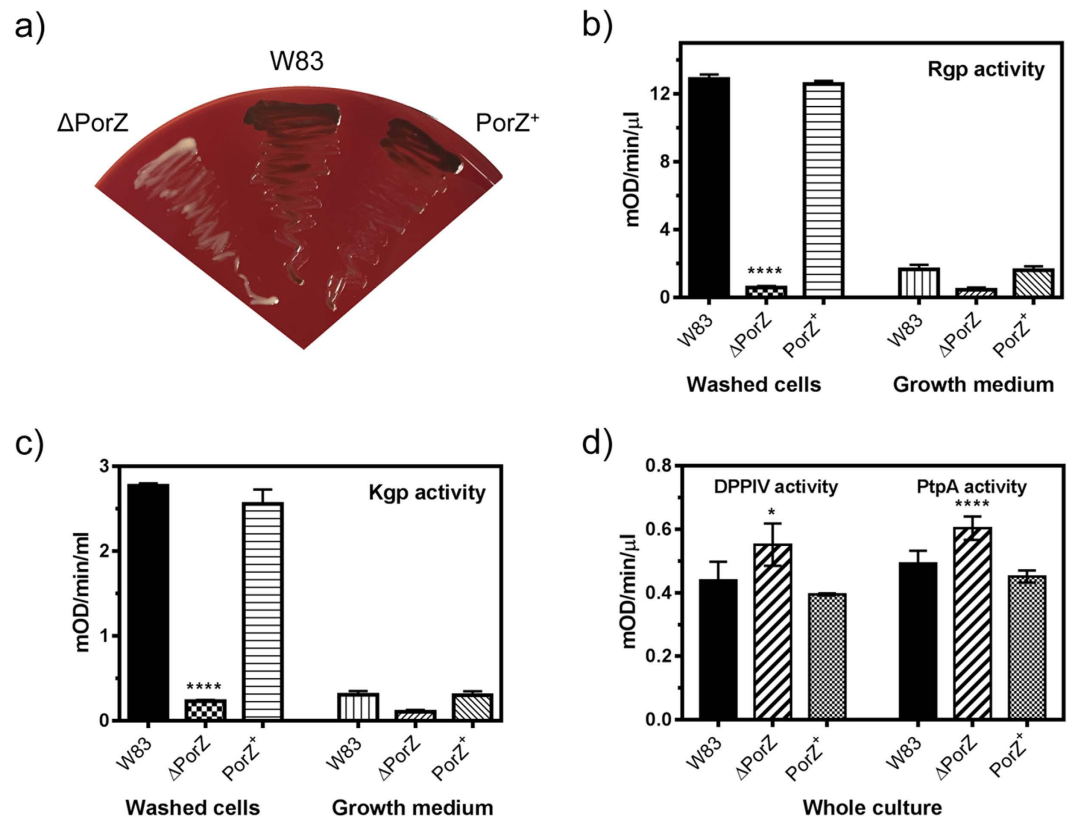 a)
W83
ΔPorZ
PorZ⁺
b)
Rgp activity
mOD/min/μl
12
8
4
0
****
W83
ΔPorZ
PorZ⁺
W83
ΔPorZ
PorZ⁺
Washed cells
Growth medium
c)
Kgp activity
mOD/min/ml
3
2
1
0
****
W83
ΔPorZ
PorZ⁺
W83
ΔPorZ
PorZ⁺
Washed cells
Growth medium
d)
DPPIV activity
PtpA activity
mOD/min/μl
0.8
0.6
0.4
0.2
0.0
*
****
W83
ΔPorZ
PorZ⁺
W83
ΔPorZ
PorZ⁺
Whole culture